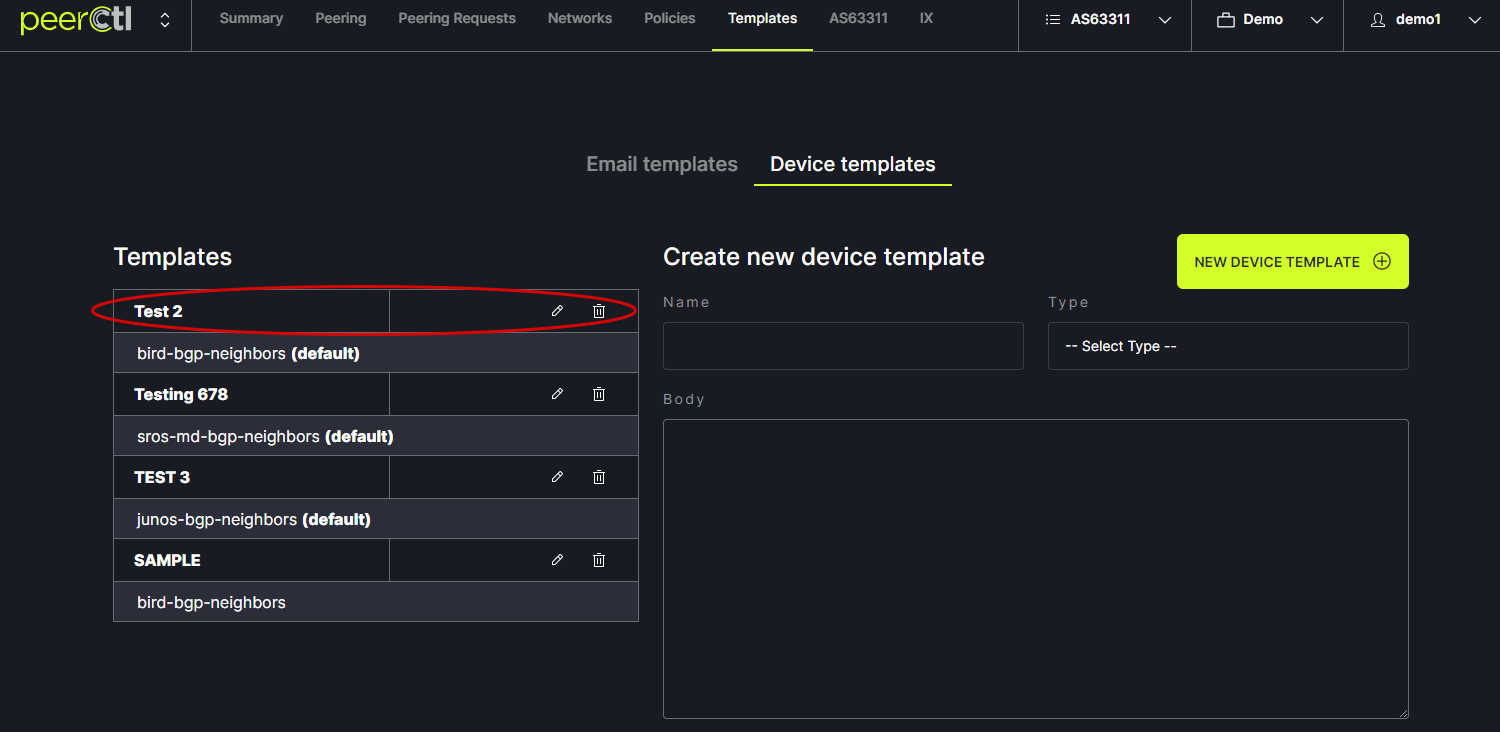 peerCtl Summary Peering Peering Requests Networks Policies Templates AS63311 IX AS63311 Demo demo1
Email templates Device templates
Templates
Test 2
bird-bgp-neighbors (default)
Testing 678
sros-md-bgp-neighbors (default)
TEST 3
junos-bgp-neighbors (default)
SAMPLE
bird-bgp-neighbors
Create new device template
NEW DEVICE TEMPLATE
Name Type
-- Select Type --
Body